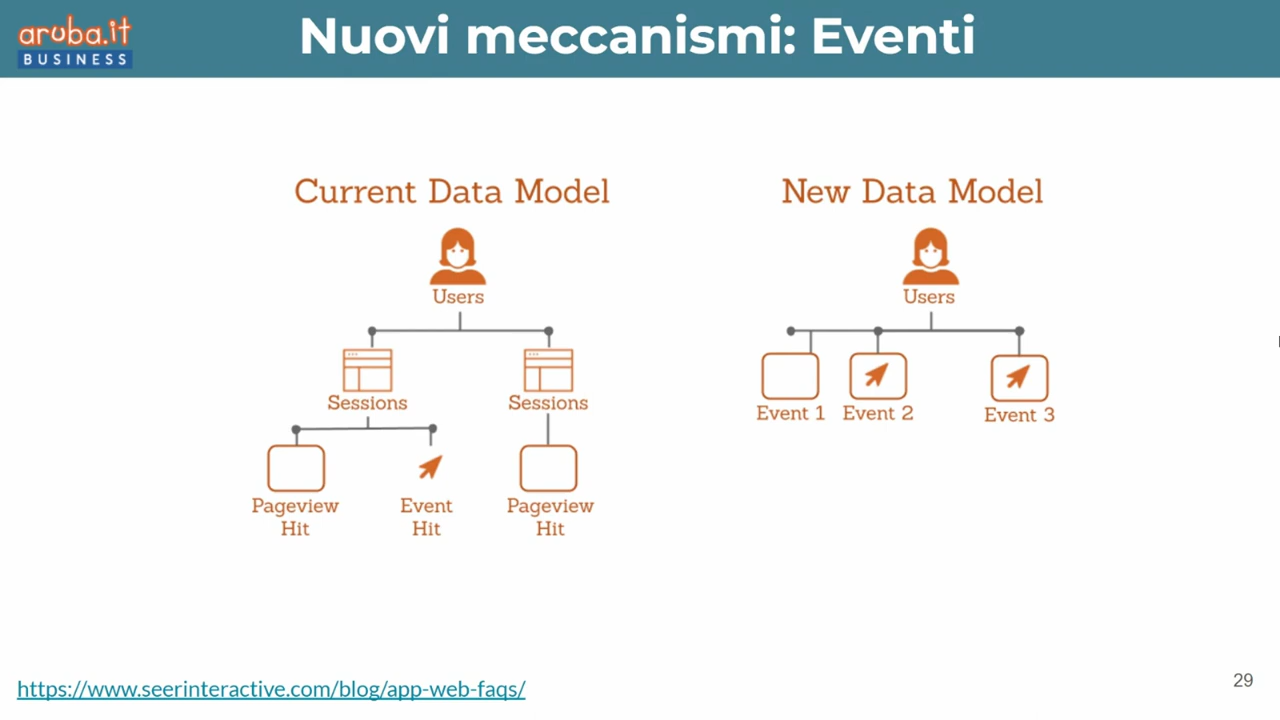 aruba.it
BUSINESS
Nuovi meccanismi: Eventi
Current Data Model
Users
Sessions
Sessions
Pageview
Hit
Event
Hit
Pageview
Hit
New Data Model
Users
Event 1
Event 2
Event 3
https://www.seerinteractive.com/blog/app-web-faqs/
29